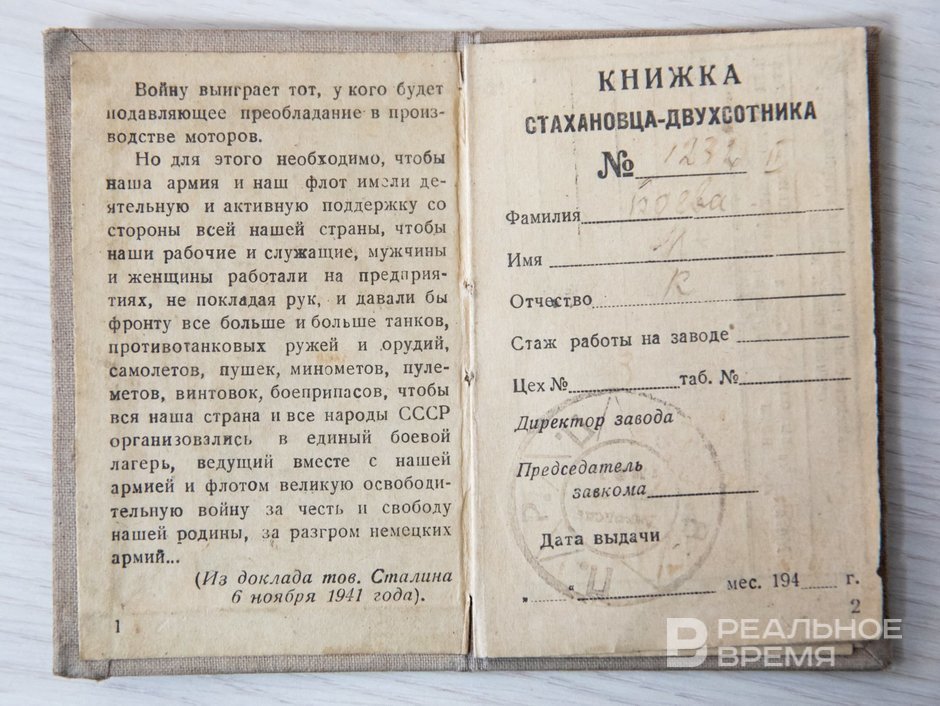 Войну выиграет тот, у кого будет
подавляющее преобладание в произ-
водстве моторов.
Но для этого необходимо, чтобы
наша армия и наш флот имели де-
ятельную и активную поддержку со
стороны всей нашей страны, чтобы
наши рабочие и служащие, мужчины
и женщины работали на предприя-
тиях, не покладая рук, и давали бы
фронту все больше и больше танков,
противотанковых ружей и орудий,
самолетов, пушек, минометов, пуле-
метов, винтовок, боеприпасов, чтобы
вся наша страна и все народы СССР
организовались в единый боевой
лагерь, ведущий вместе с нашей
армией и флотом великую освободи-
тельную войну за честь и свободу
нашей родины, за разгром немецких
армий...
(Из доклада тов. Сталина
6 ноября 1941 года).
1
КНИЖКА
СТАХАНОВЦА-ДВУХСОТНИКА
№ 1232
Фамилия Боева
Имя М
Отчество К
Стаж работы на заводе
Цех № 3 таб. №
Директор завода
Председатель
завкома
Дата выдачи
„ “ мес. 194 г.
2
РЕАЛЬНОЕ
ВРЕМЯ